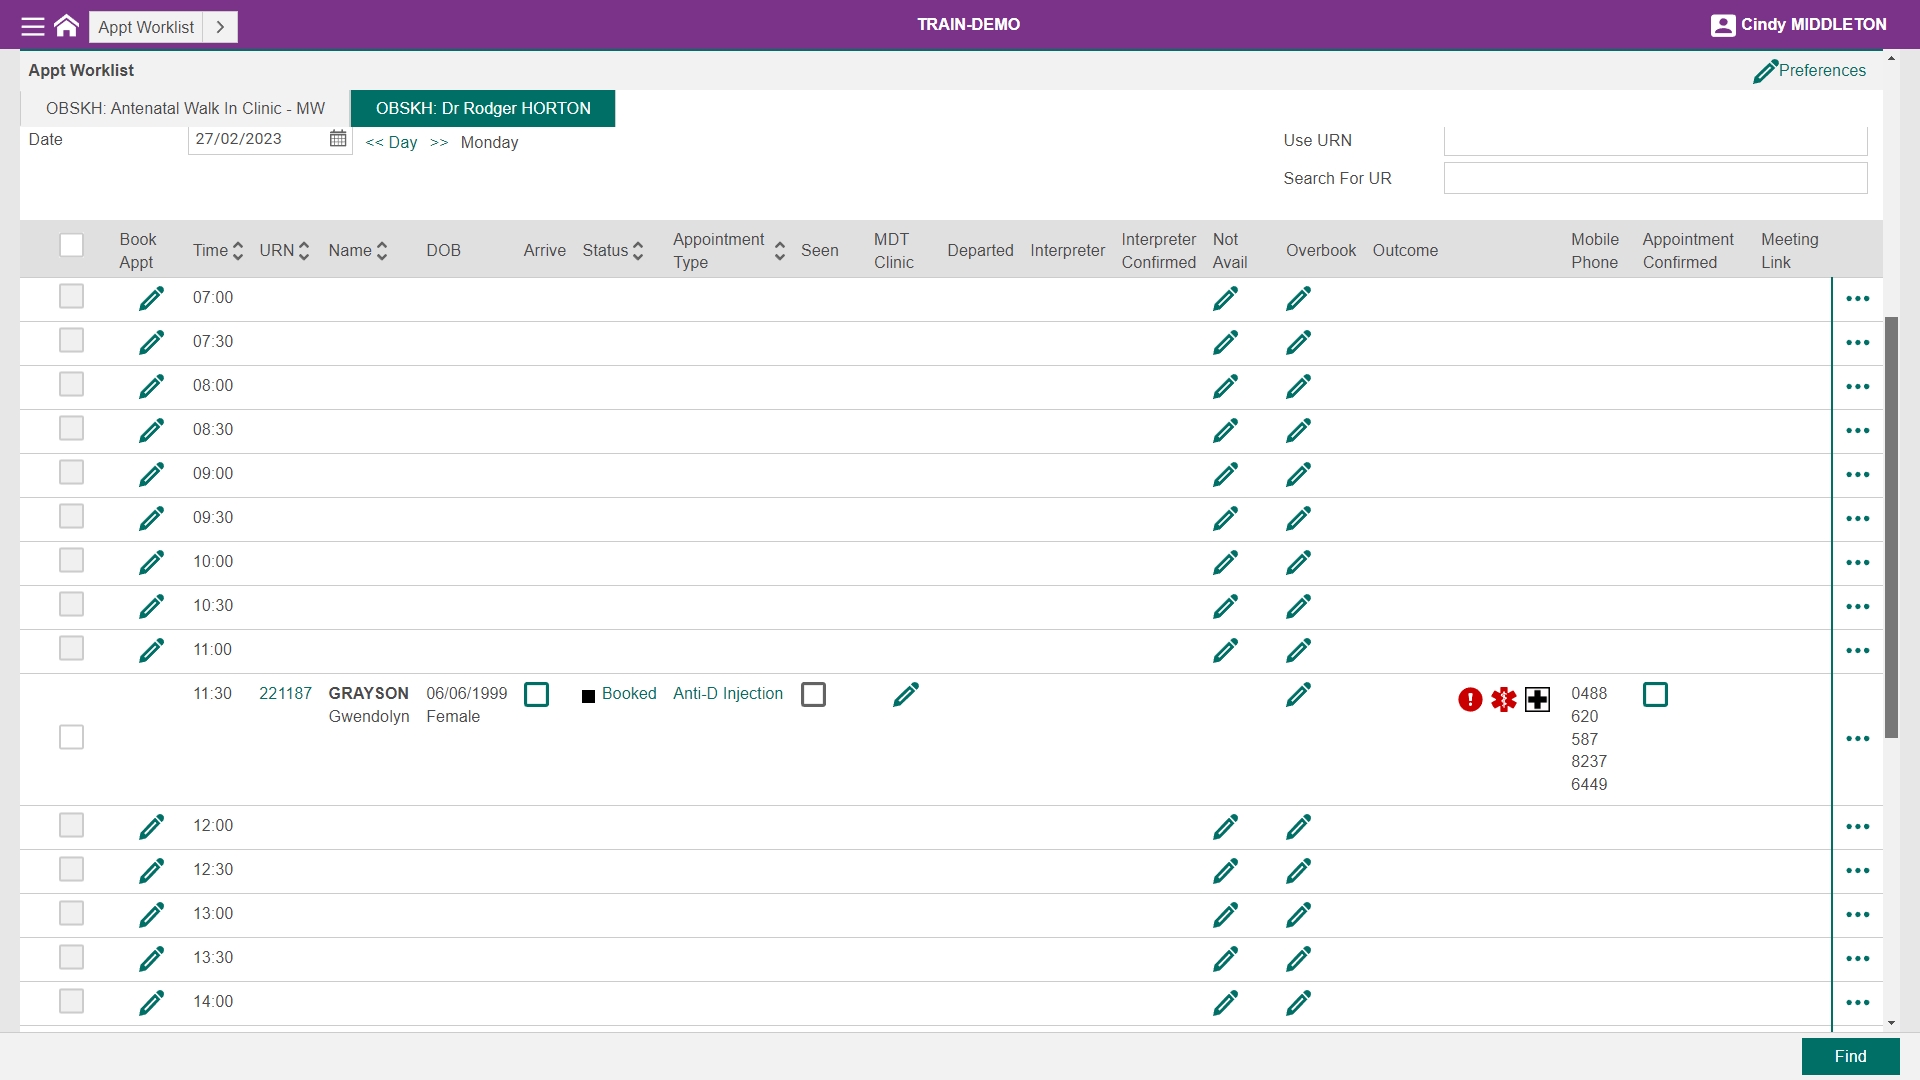 Appt Worklist
TRAIN-DEMO
Cindy MIDDLETON
Appt Worklist
Preferences
OBSKH: Antenatal Walk In Clinic - MW
OBSKH: Dr Rodger HORTON
Date
27/02/2023
<< Day >> Monday
Use URN
Search For UR
Book Appt
Time
URN
Name
DOB
Arrive
Status
Appointment Type
Seen
MDT Clinic
Departed
Interpreter
Interpreter Confirmed
Not Avail
Overbook
Outcome
Mobile Phone
Appointment Confirmed
Meeting Link
07:00
07:30
08:00
08:30
09:00
09:30
10:00
10:30
11:00
11:30 221187 GRAYSON 06/06/1999 Booked Anti-D Injection 0488
Gwendolyn Female 620
587
8237
6449
12:00
12:30
13:00
13:30
14:00
Find